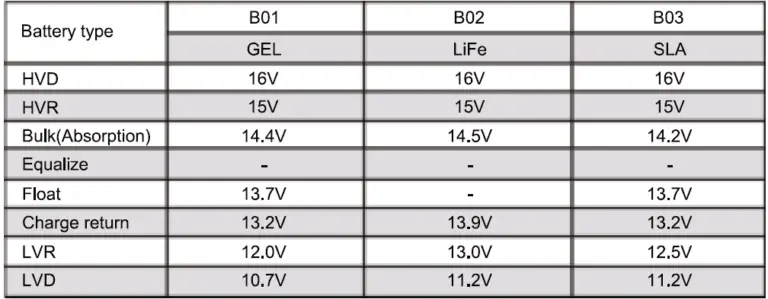 Battery type B01 B02 B03
GEL LiFe SLA
HVD 16V 16V 16V
HVR 15V 15V 15V
Bulk(Absorption) 14.4V 14.5V 14.2V
Equalize - - -
Float 13.7V - 13.7V
Charge return 13.2V 13.9V 13.2V
LVR 12.0V 13.0V 12.5V
LVD 10.7V 11.2V 11.2V